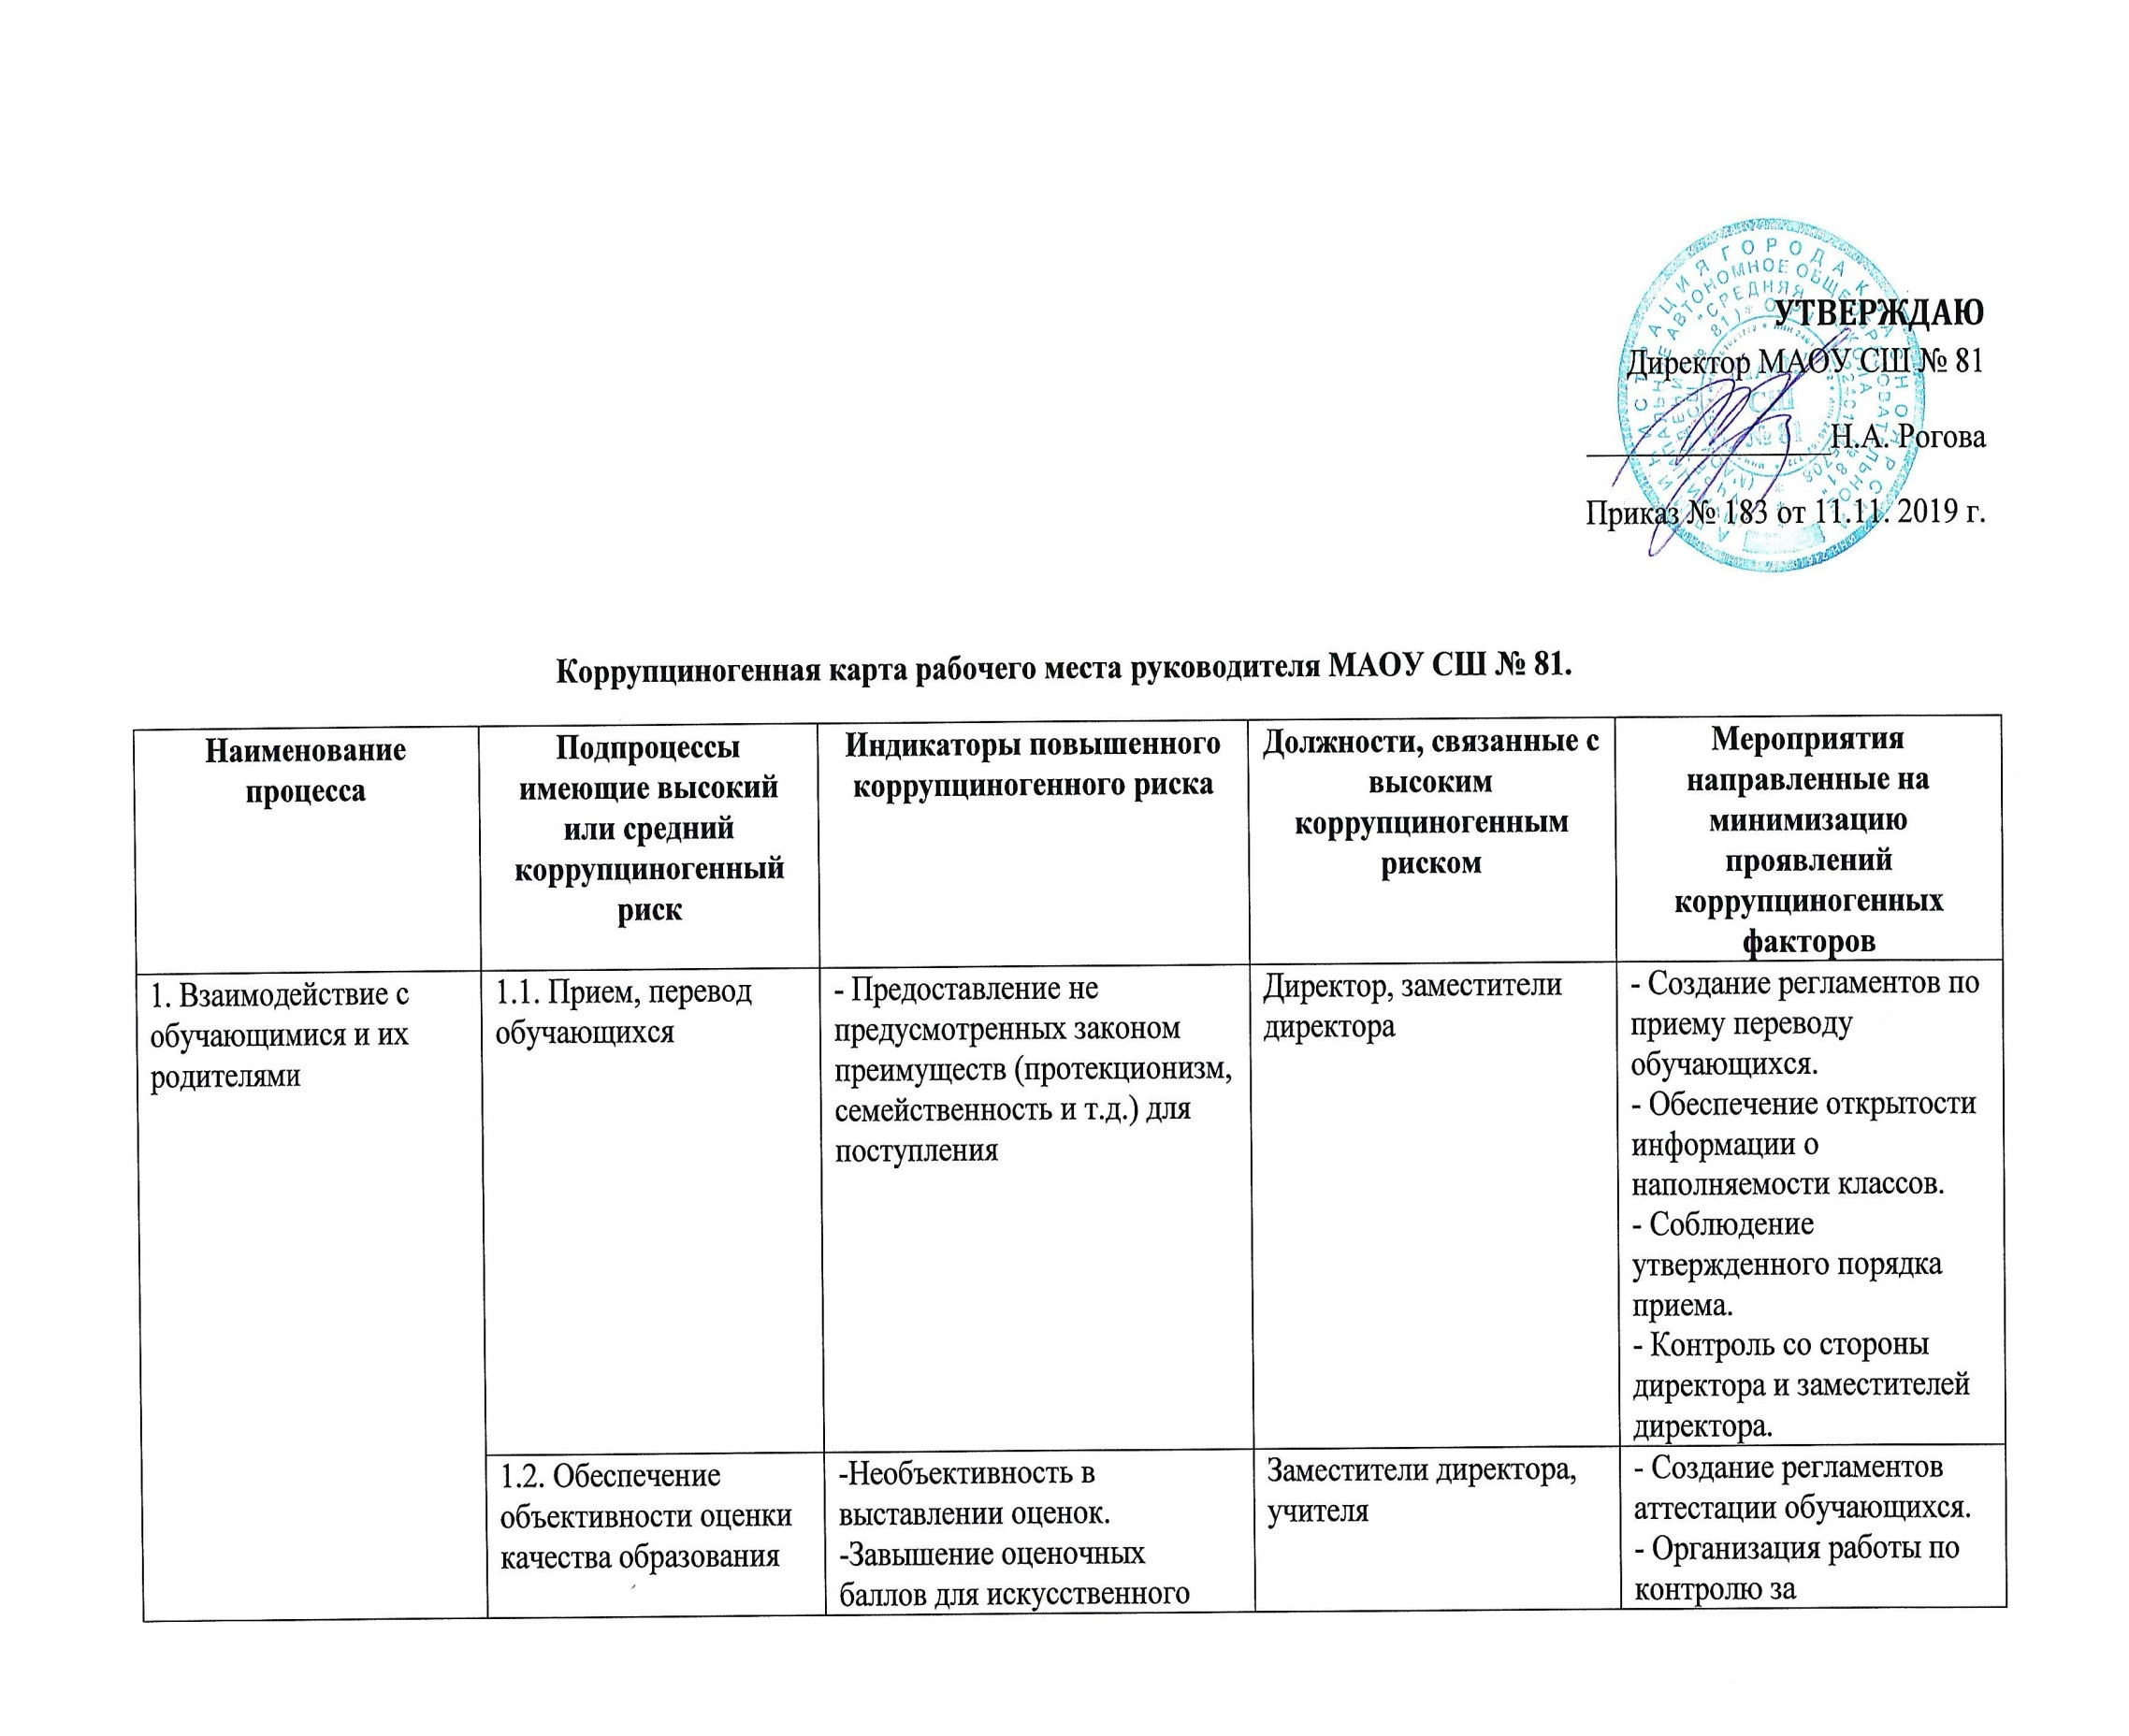 УТВЕРЖДАЮ
Директор МАОУ СШ № 81
Н.А. Рогова
Приказ № 183 от 11.11. 2019 г.
СШ
№ 81
Коррупциногенная карта рабочего места руководителя МАОУ СШ № 81.
Наименование
процесса
Подпроцессы
имеющие высокий
или средний
коррупциногенный
риск
Индикаторы повышенного
коррупциногенного риска
Должности, связанные с
высоким
коррупциногенным
риском
Мероприятия
направленные на
минимизацию
проявлений
коррупциногенных
факторов
1. Взаимодействие с
обучающимися и их
родителями
1.1. Прием, перевод
обучающихся
- Предоставление не
предусмотренных законом
преимуществ (протекционизм,
семейственность и т.д.) для
поступления
Директор, заместители
директора
- Создание регламентов по
приему переводу
обучающихся.
- Обеспечение открытости
информации о
наполняемости классов.
- Соблюдение
утвержденного порядка
приема.
- Контроль со стороны
директора и заместителей
директора.
1.2. Обеспечение
объективности оценки
качества образования
-Необъективность в
выставлении оценок.
-Завышение оценочных
баллов для искусственного
Заместители директора,
учителя
- Создание регламентов
аттестации обучающихся.
- Организация работы по
контролю за